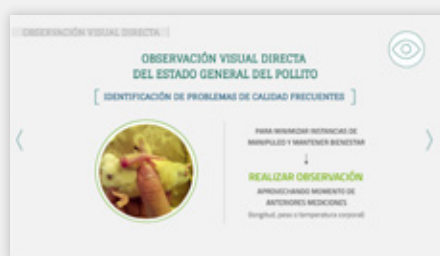 OBSERVACIÓN VISUAL DIRECTA
OBSERVACIÓN VISUAL DIRECTA
DEL ESTADO GENERAL DEL POLLITO
[ IDENTIFICACIÓN DE PROBLEMAS DE CALIDAD FRECUENTES ]
PARA MINIMIZAR INSTANCIAS DE
MANIPULEO Y MANTENER BIENESTAR
↓
REALIZAR OBSERVACIÓN
APROVECHANDO MOMENTO DE
ANTERIORES MEDICIONES
(longitud, peso o temperatura corporal)